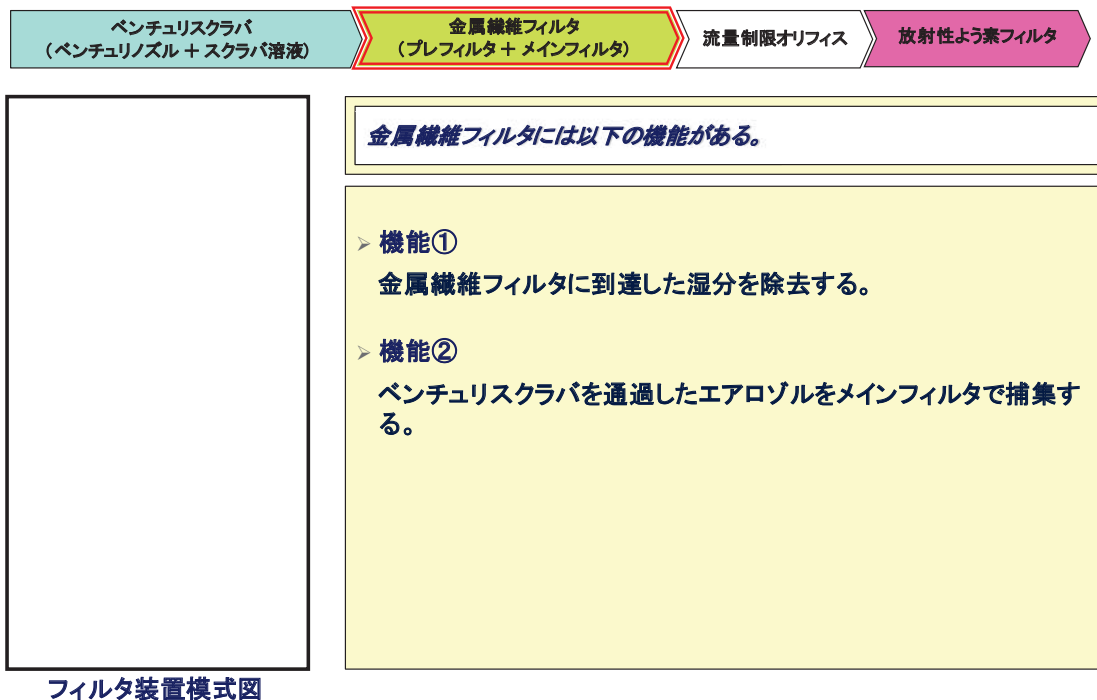 ベンチュリスクラバ
（ベンチュリノズル ＋ スクラバ溶液）
金属繊維フィルタ
（プレフィルタ＋ メインフィルタ）
流量制限オリフィス
放射性よう素フィルタ
金属繊維フィルタには以下の機能がある。
➢ 機能①
金属繊維フィルタに到達した湿分を除去する。
➢ 機能②
ベンチュリスクラバを通過したエアロゾルをメインフィルタで捕集す
る。
フィルタ装置模式図